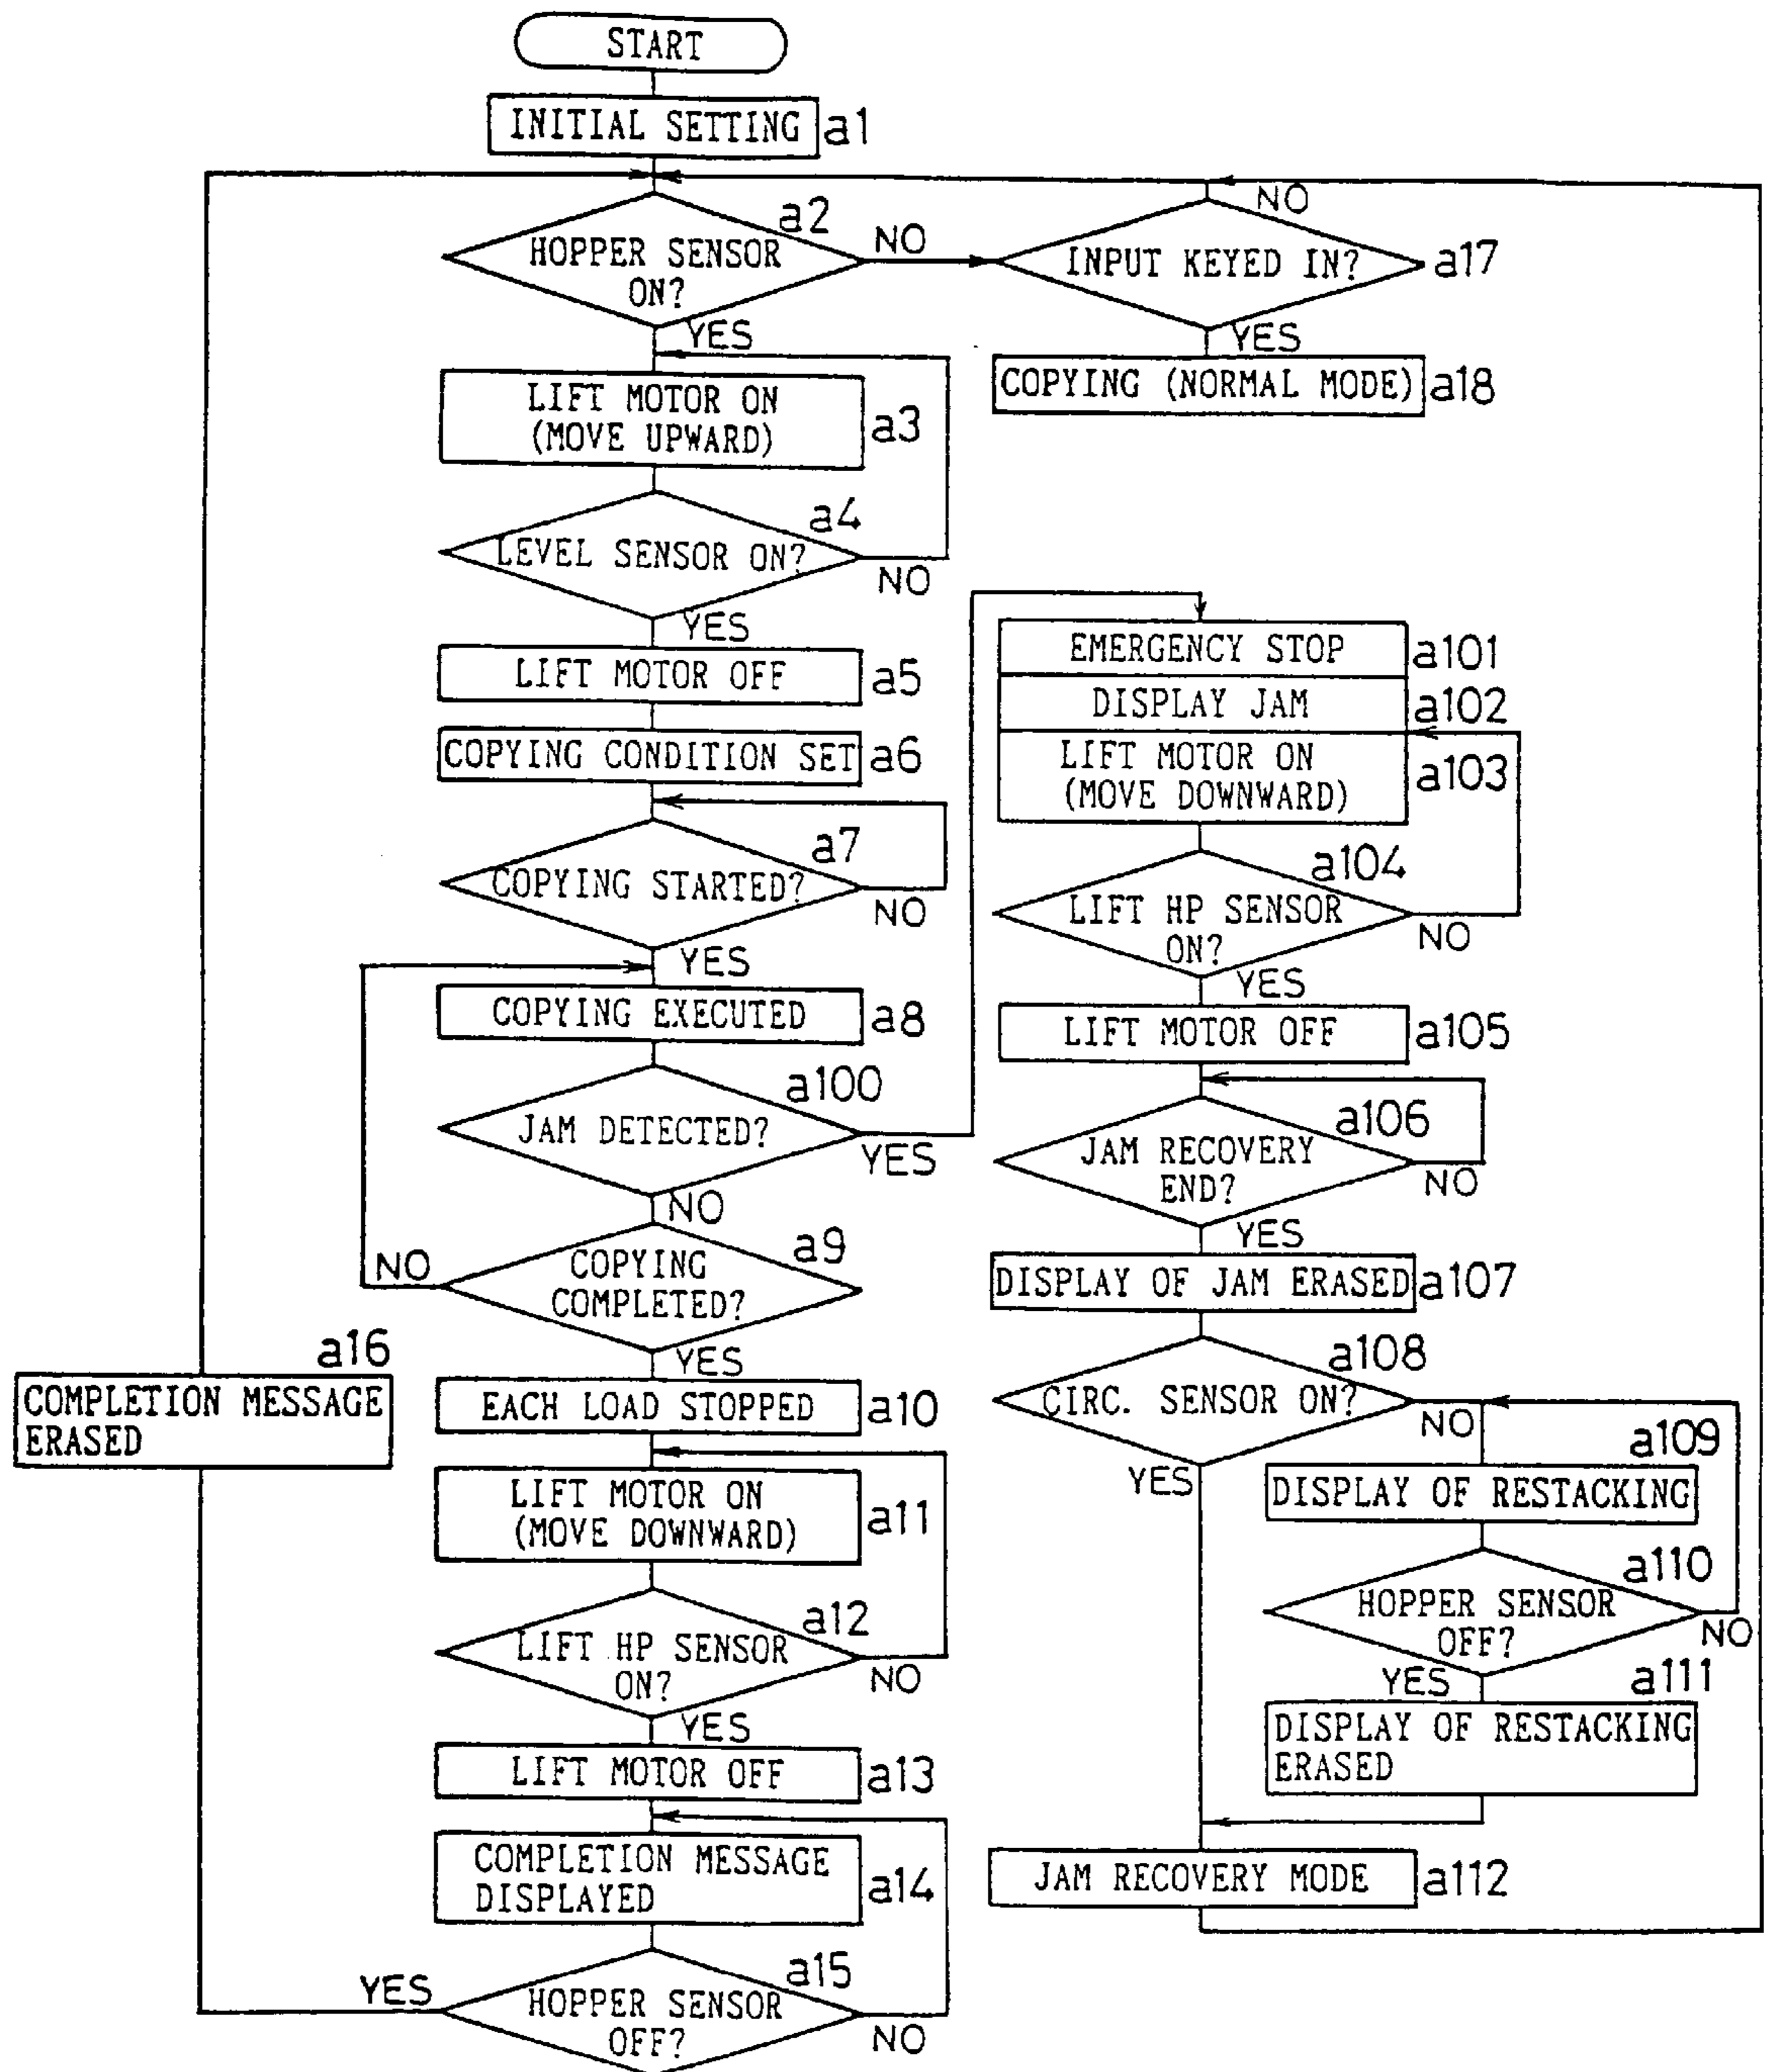 START
INITIAL SETTING
a1
a2
HOPPER SENSOR
ON?
NO
YES
NO
INPUT KEYED IN?
a17
YES
COPYING (NORMAL MODE)
a18
LIFT MOTOR ON
(MOVE UPWARD)
a3
a4
LEVEL SENSOR ON?
NO
YES
LIFT MOTOR OFF
a5
COPYING CONDITION SET
a6
a7
COPYING STARTED?
NO
YES
COPYING EXECUTED
a8
a100
JAM DETECTED?
YES
NO
a9
COPYING
COMPLETED?
NO
YES
EACH LOAD STOPPED
a10
LIFT MOTOR ON
(MOVE DOWNWARD)
a11
a12
LIFT HP SENSOR
ON?
NO
YES
LIFT MOTOR OFF
a13
COMPLETION MESSAGE
DISPLAYED
a14
a15
HOPPER SENSOR
OFF?
NO
YES
a16
COMPLETION MESSAGE
ERASED
EMERGENCY STOP
a101
DISPLAY JAM
a102
LIFT MOTOR ON
(MOVE DOWNWARD)
a103
a104
LIFT HP SENSOR
ON?
NO
YES
LIFT MOTOR OFF
a105
a106
JAM RECOVERY
END?
NO
YES
DISPLAY OF JAM ERASED
a107
a108
CIRC. SENSOR ON?
NO
YES
a109
DISPLAY OF RESTACKING
a110
HOPPER SENSOR
OFF?
NO
YES
a111
DISPLAY OF RESTACKING
ERASED
JAM RECOVERY MODE
a112